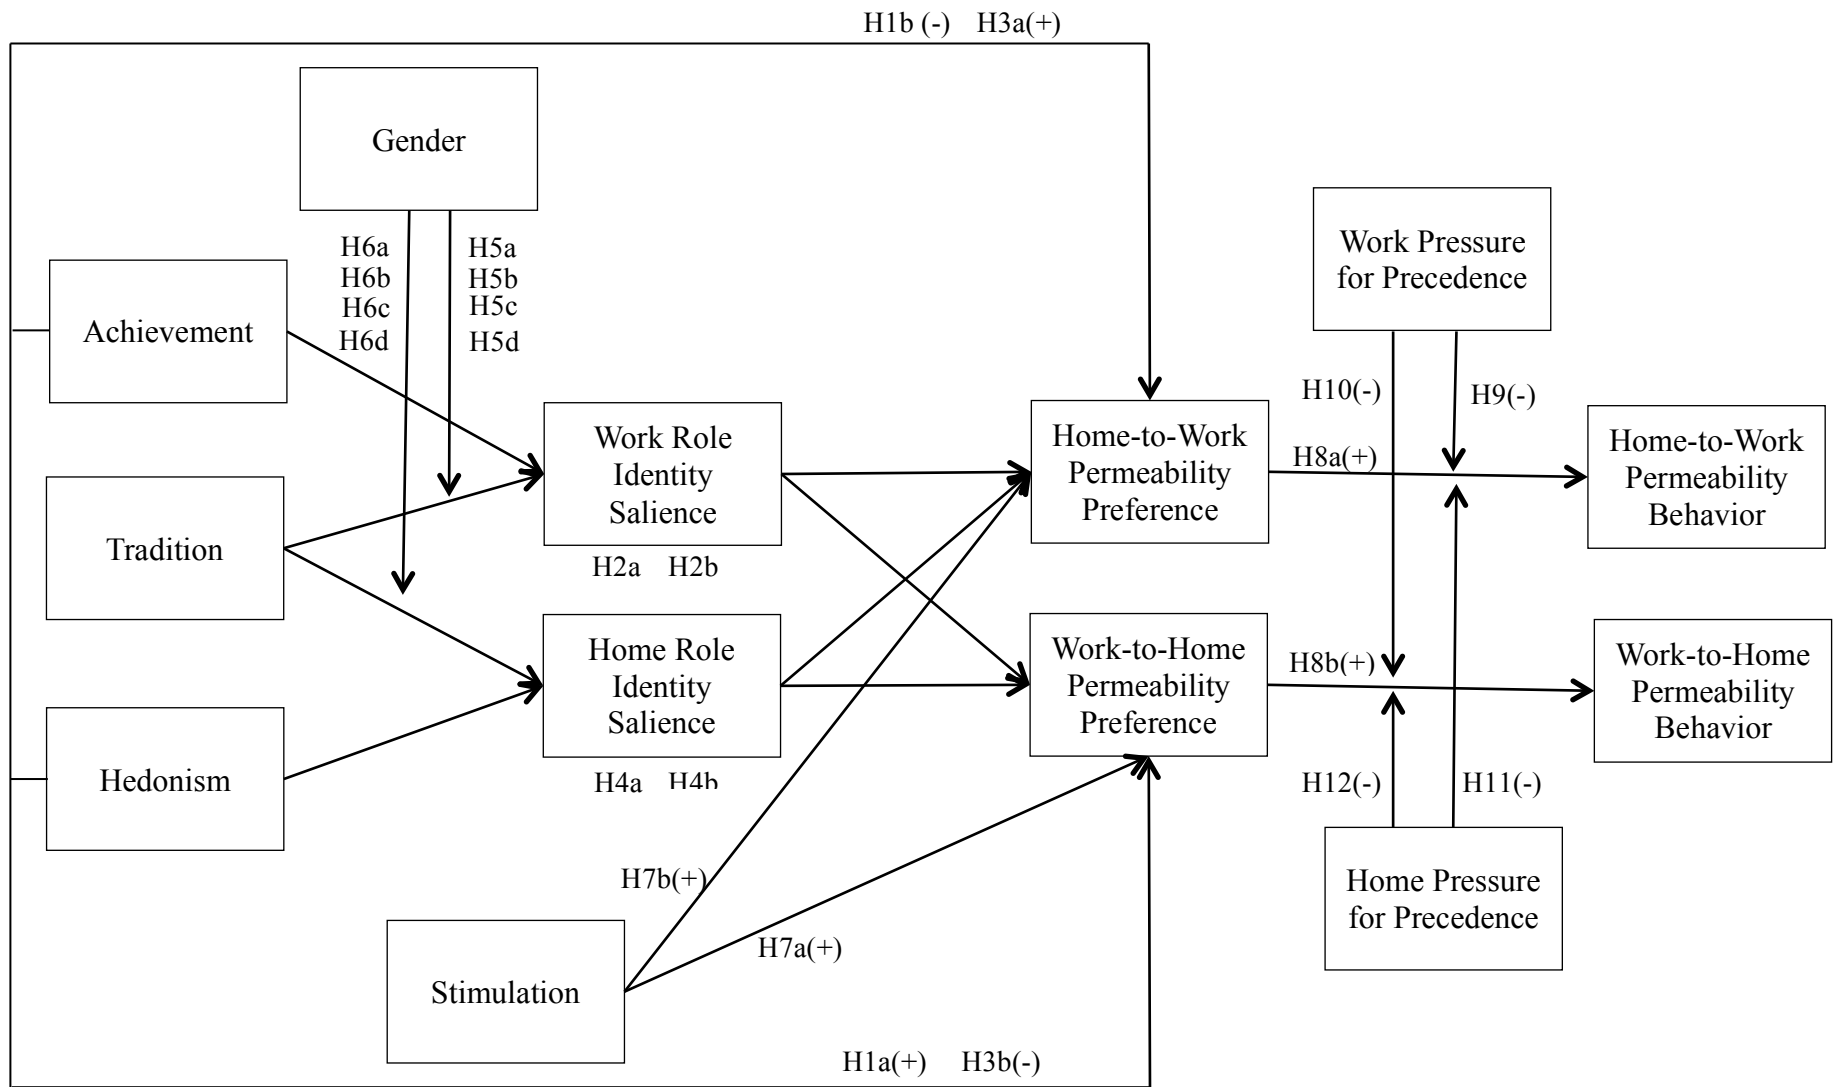 H1b (-) H3a(+)
Gender
H6a
H6b
H6c
H6d
H5a
H5b
H5c
H5d
Achievement
Tradition
Hedonism
Stimulation
Work Role
Identity
Salience
H2a H2b
Home Role
Identity
Salience
H4a H4b
H7b(+)
H7a(+)
H1a(+) H3b(-)
Home-to-Work
Permeability
Preference
Work-to-Home
Permeability
Preference
Work Pressure
for Precedence
H10(-)
H9(-)
H8a(+)
H8b(+)
H12(-)
H11(-)
Home Pressure
for Precedence
Home-to-Work
Permeability
Behavior
Work-to-Home
Permeability
Behavior